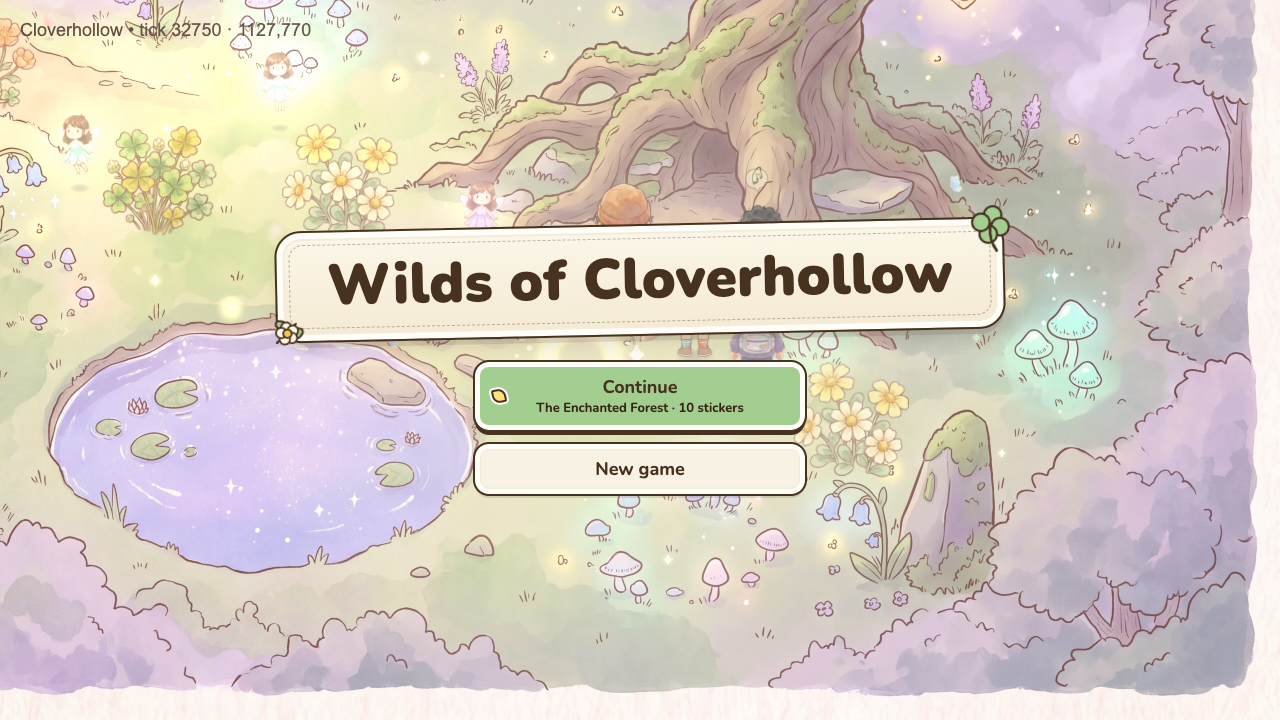 Cloverhollow • tick 32750 · 1127,770
Wilds of Cloverhollow
Continue
The Enchanted Forest · 10 stickers
New game